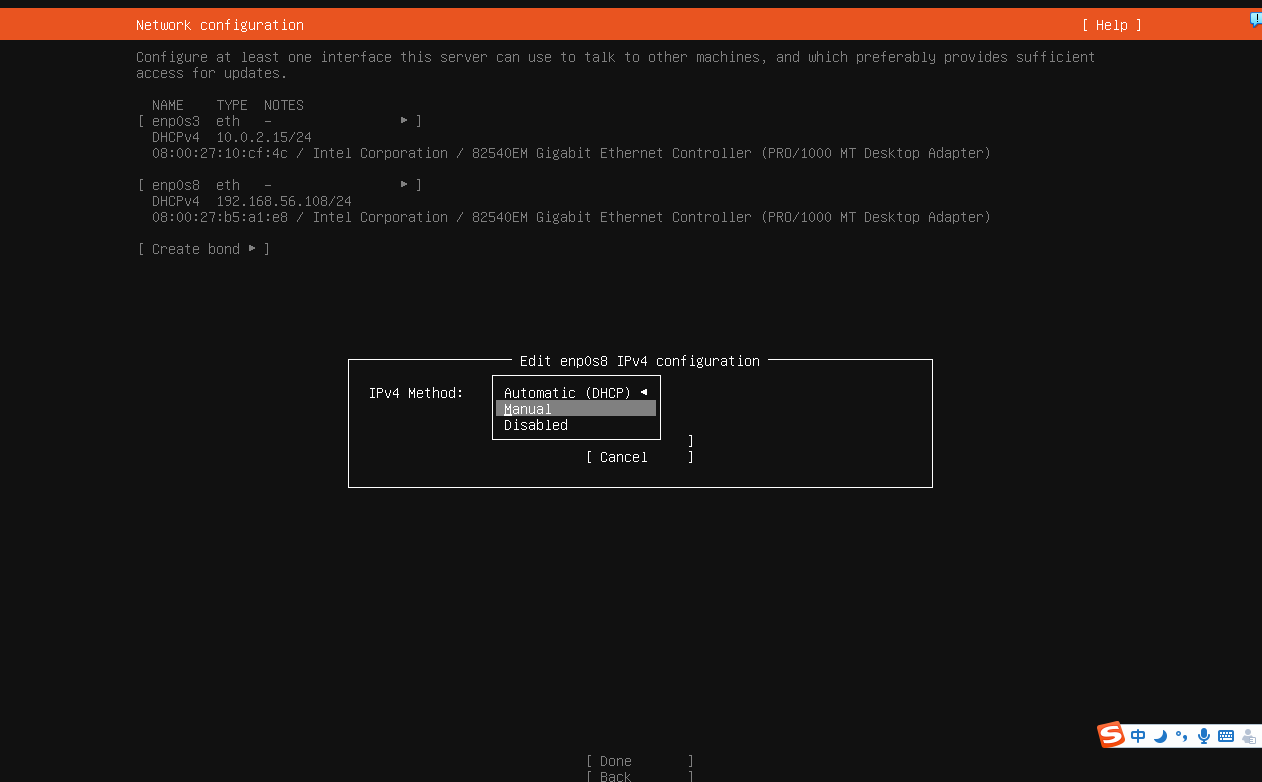 Network configuration [ Help ]
Configure at least one interface this server can use to talk to other machines, and which preferably provides sufficient
access for updates.
NAME TYPE NOTES
[ enp0s3 eth - ▸ ]
DHCPv4 10.0.2.15/24
08:00:27:10:cf:4c / Intel Corporation / 82540EM Gigabit Ethernet Controller (PRO/1000 MT Desktop Adapter)
[ enp0s8 eth - ▸ ]
DHCPv4 192.168.56.108/24
08:00:27:b5:a1:e8 / Intel Corporation / 82540EM Gigabit Ethernet Controller (PRO/1000 MT Desktop Adapter)
[ Create bond ▸ ]
Edit enp0s8 IPv4 configuration
IPv4 Method: Automatic (DHCP) ◂
Manual
Disabled
]
[ Cancel ]
S 中
[ Done ]
[ Back ]